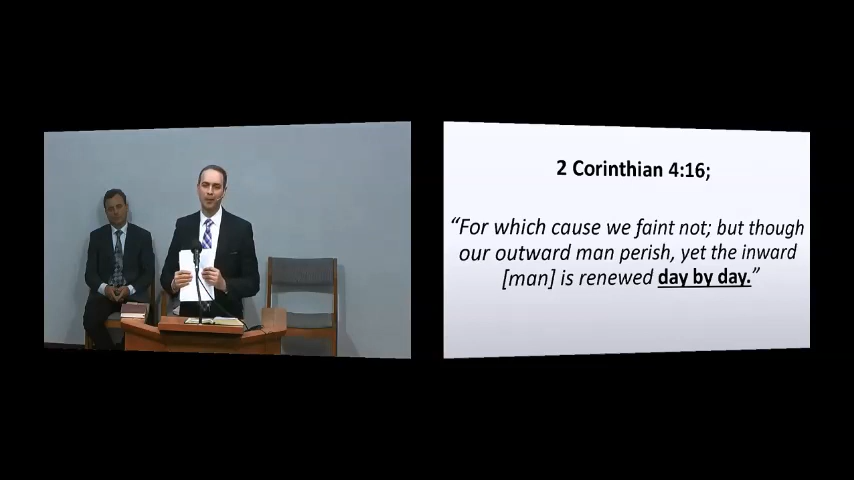 2 Corinthian 4:16;
“For which cause we faint not; but though
our outward man perish, yet the inward
[man] is renewed day by day.”